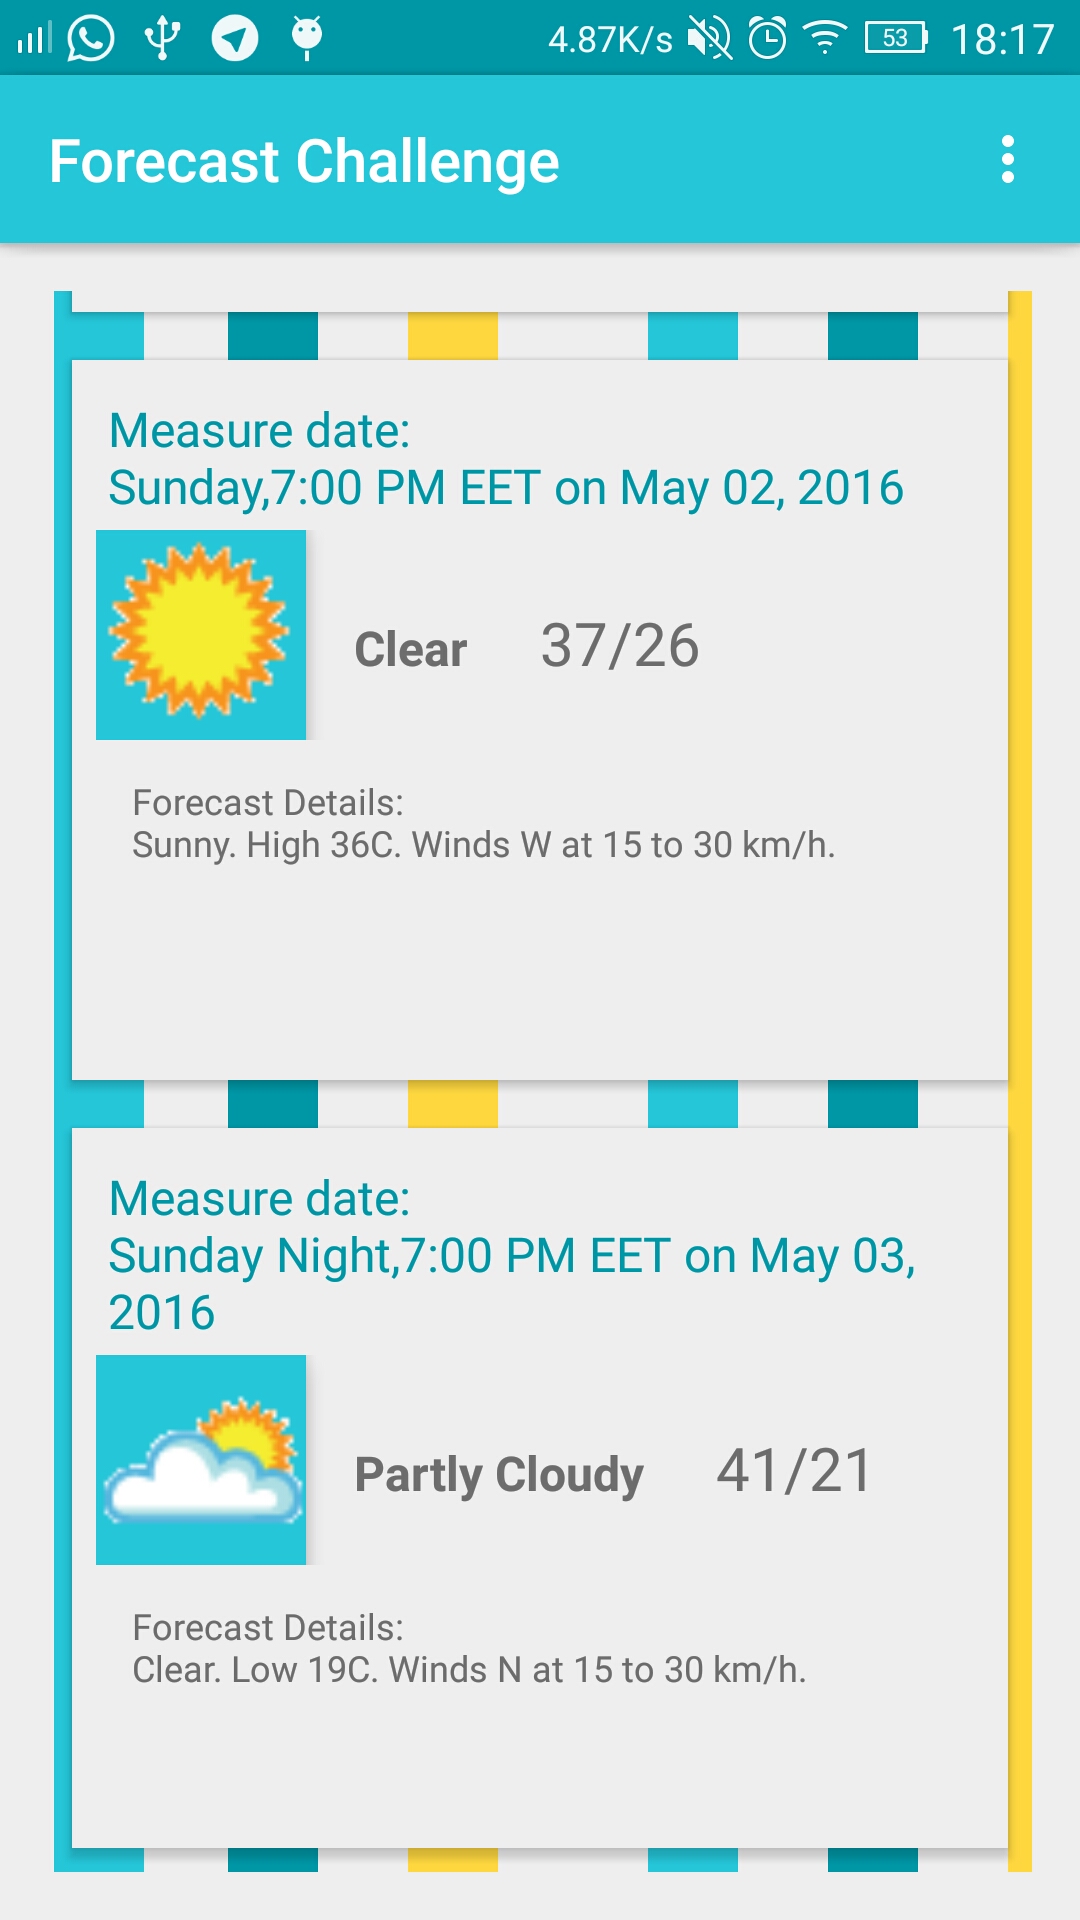 4.87K/s 53 18:17
Forecast Challenge
Measure date:
Sunday,7:00 PM EET on May 02, 2016
Clear 37/26
Forecast Details:
Sunny. High 36C. Winds W at 15 to 30 km/h.
Measure date:
Sunday Night,7:00 PM EET on May 03,
2016
Partly Cloudy 41/21
Forecast Details:
Clear. Low 19C. Winds N at 15 to 30 km/h.